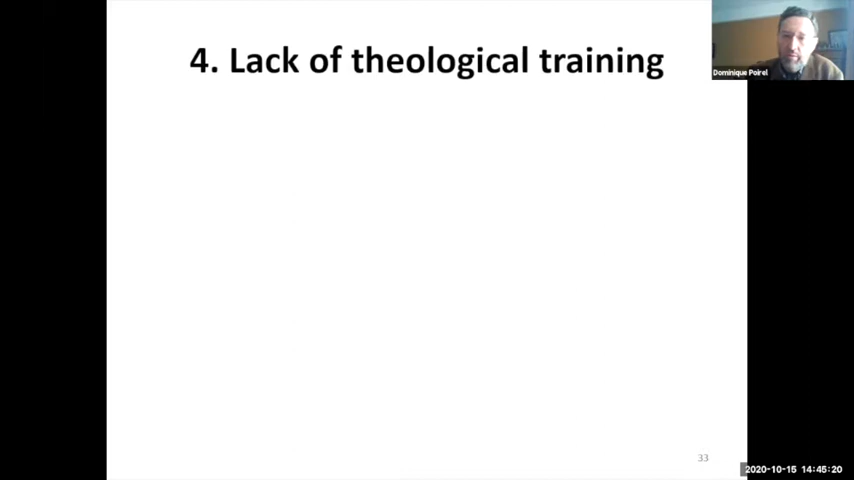 4. Lack of theological training
Dominique Poirel
33
2020-10-15 14:45:20